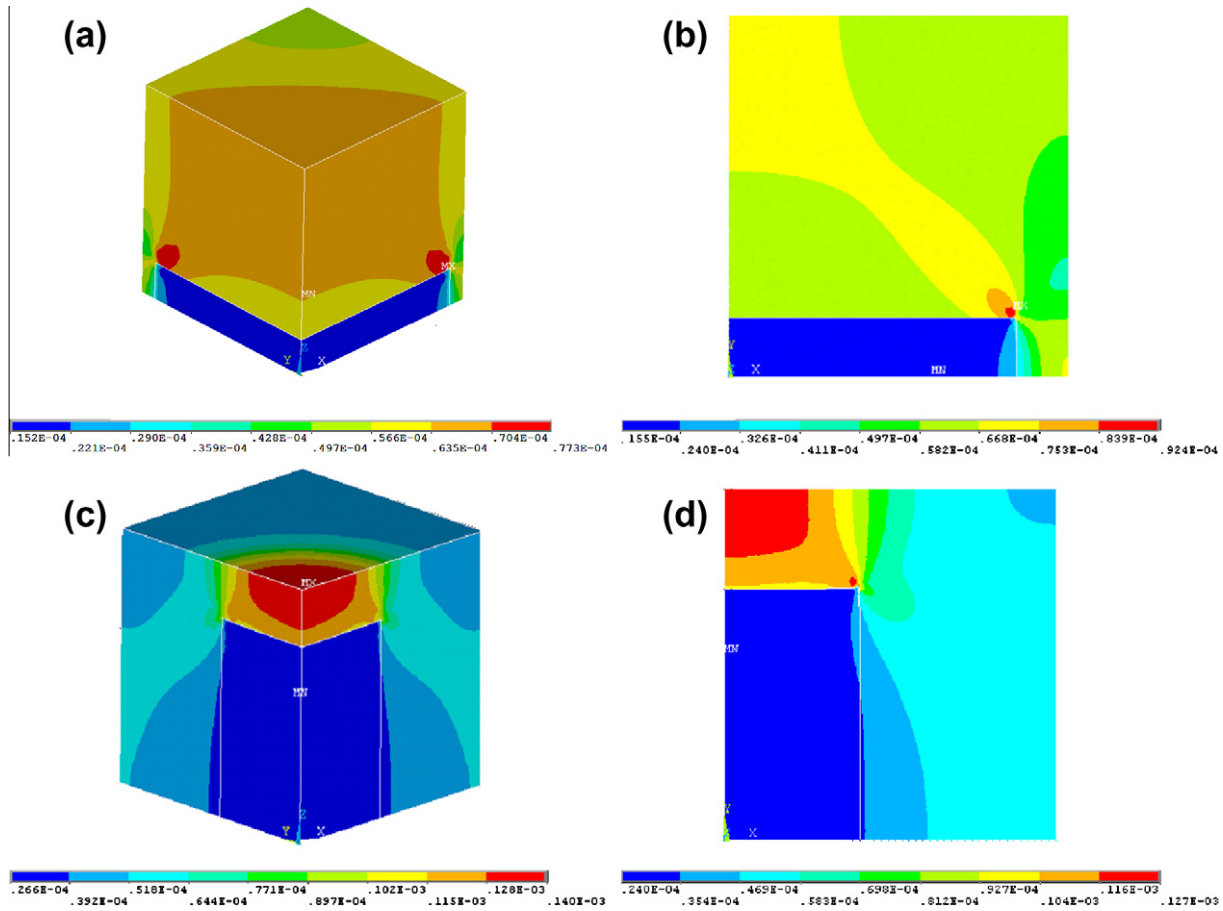 (a)
MX
MN
Z
Y X
.152E-04 .290E-04 .428E-04 .566E-04 .704E-04
.221E-04 .359E-04 .497E-04 .635E-04 .773E-04
(b)
MX
Y
X MN
.155E-04 .326E-04 .497E-04 .668E-04 .839E-04
.240E-04 .411E-04 .582E-04 .753E-04 .924E-04
(c)
MX
MN
Z
Y X
.266E-04 .518E-04 .771E-04 .102E-03 .128E-03
.392E-04 .644E-04 .897E-04 .115E-03 .140E-03
(d)
MN
Y
X
.240E-04 .469E-04 .698E-04 .927E-04 .116E-03
.354E-04 .583E-04 .812E-04 .104E-03 .127E-03